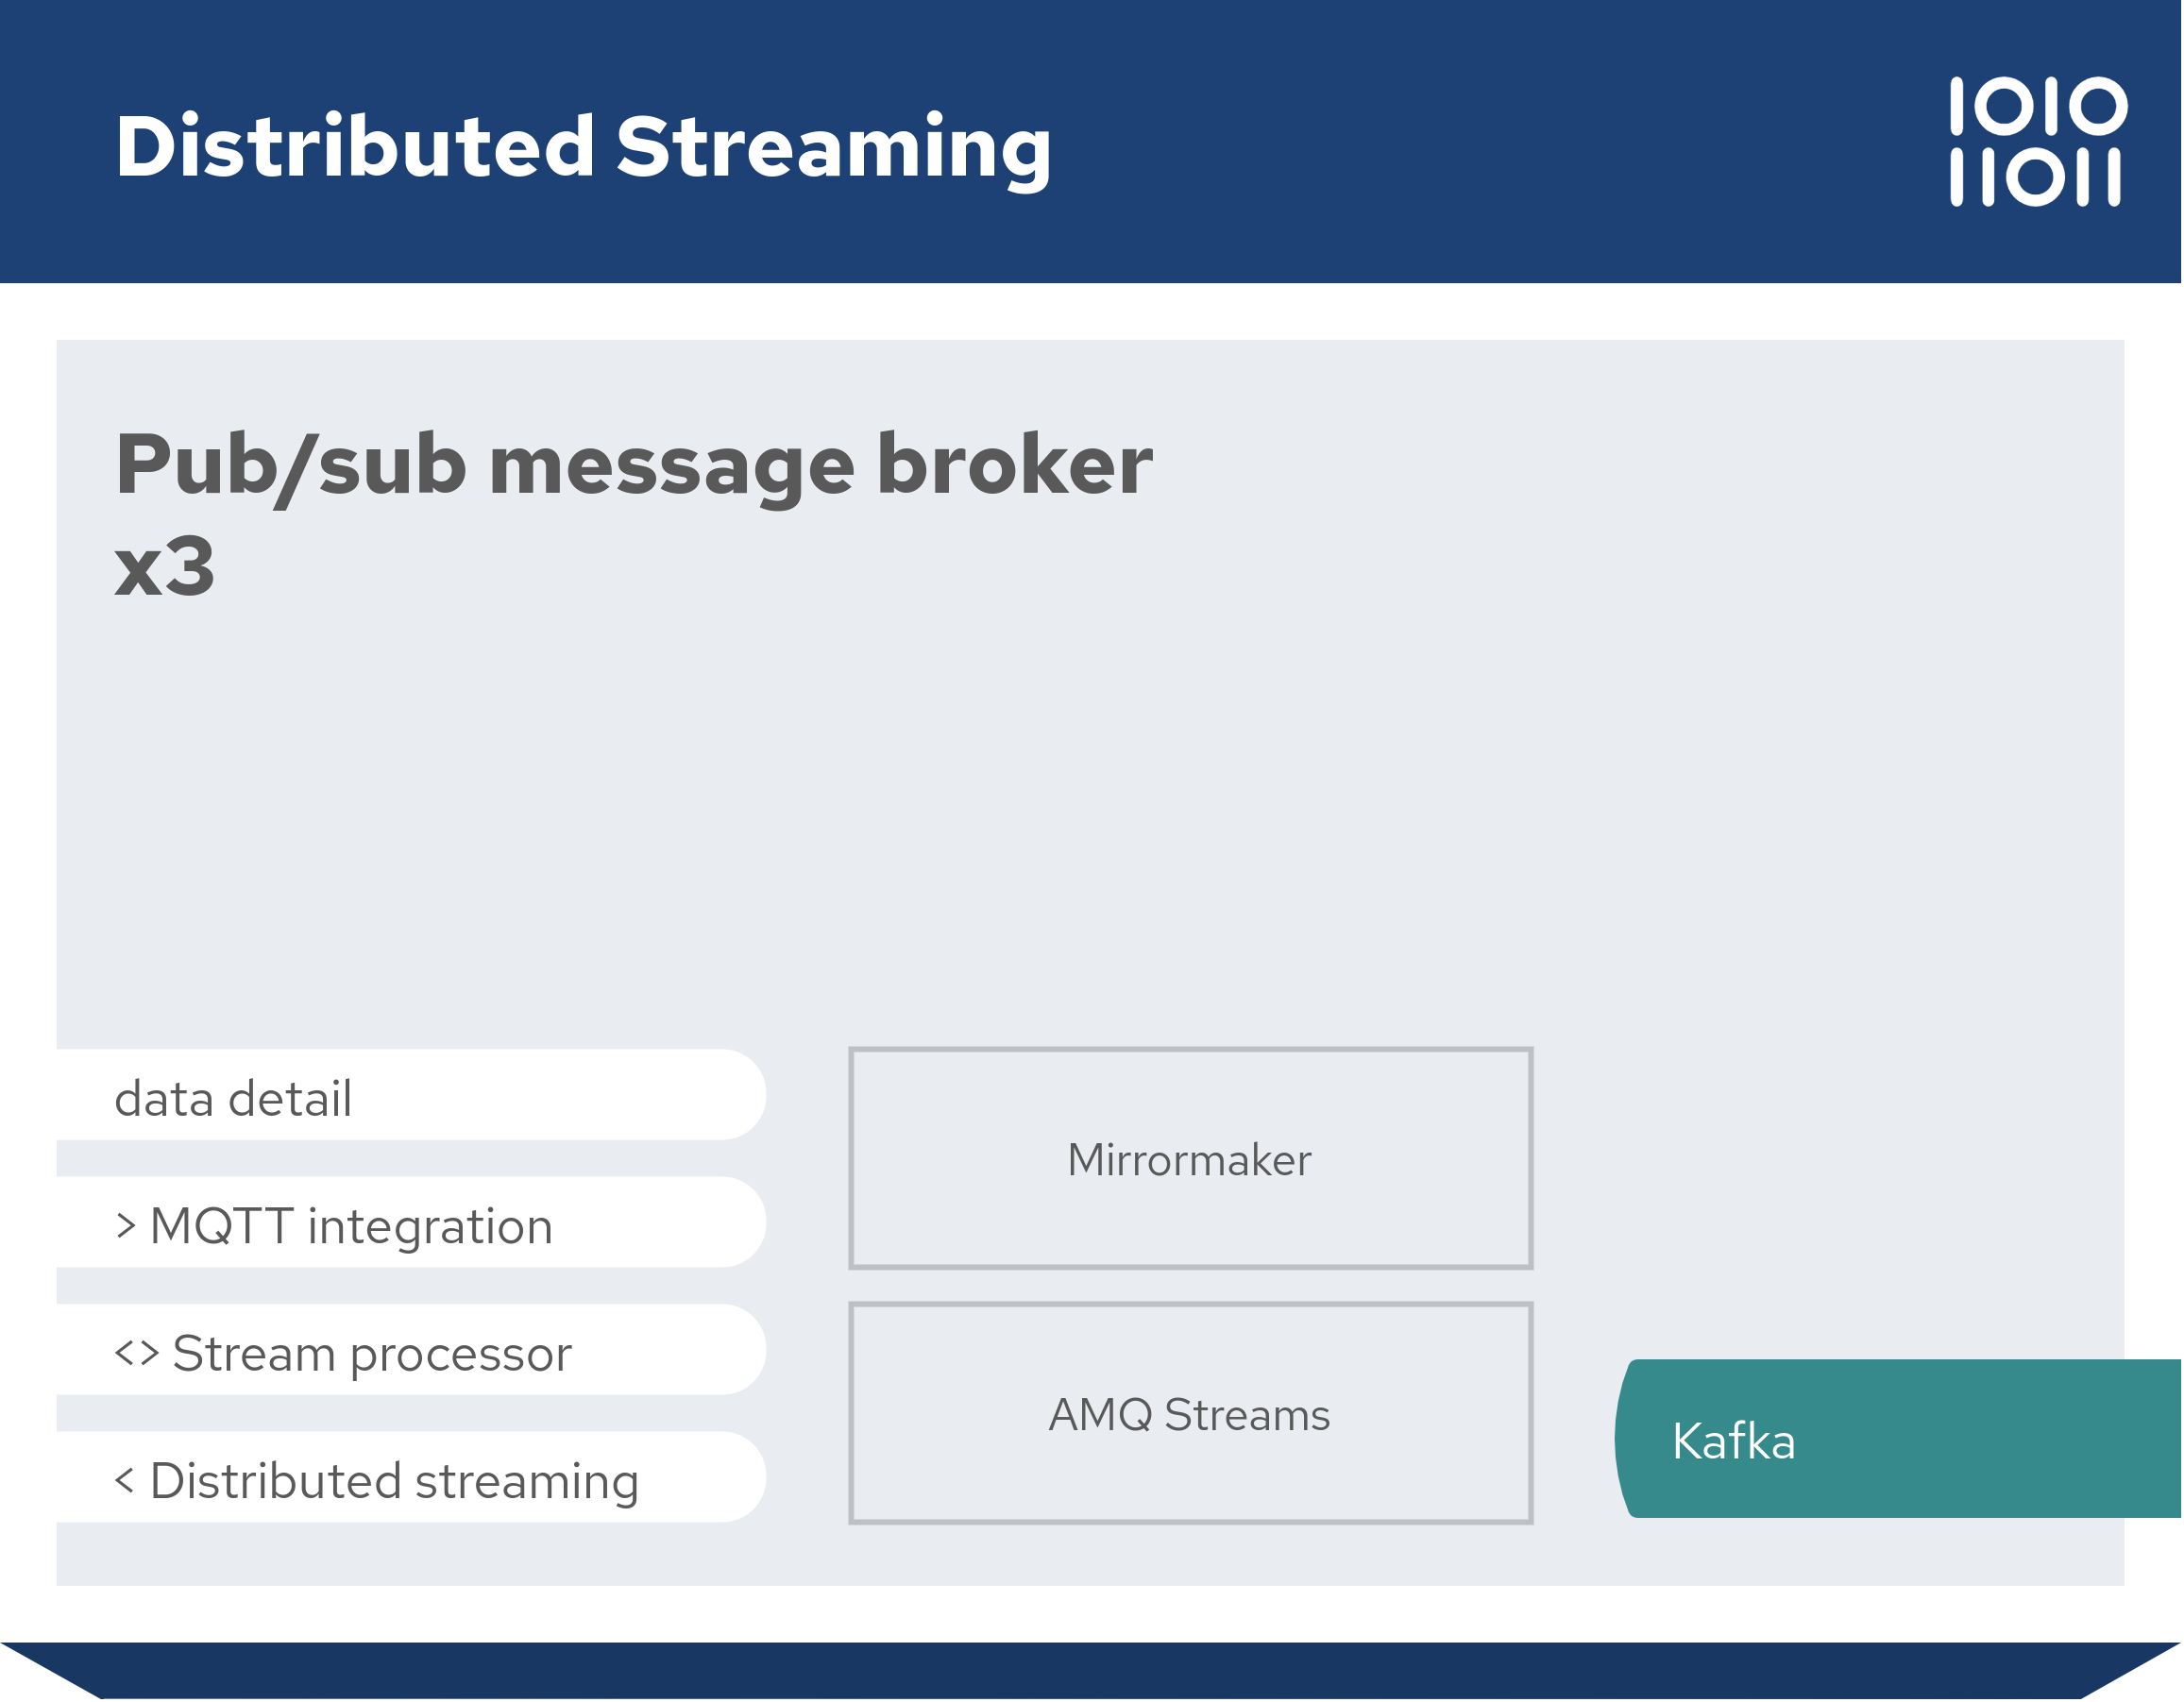 Distributed Streaming
1010
11011
Pub/sub message broker
x3
data detail
> MQTT integration
<> Stream processor
< Distributed streaming
Mirrormaker
AMQ Streams
Kafka